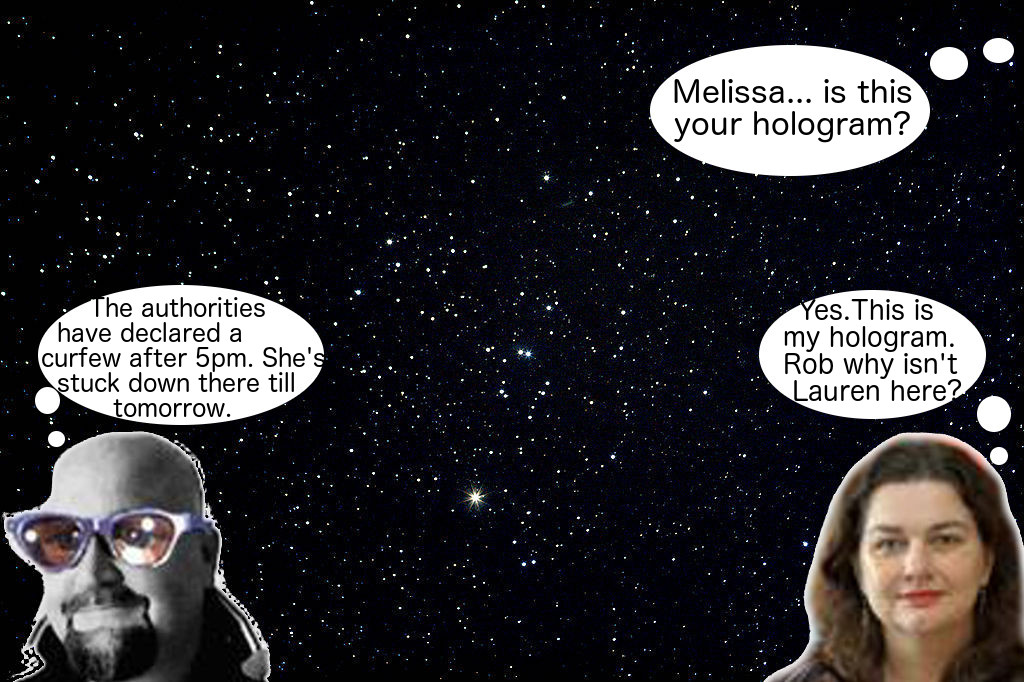 Melissa... is this
your hologram?
The authorities
have declared a
curfew after 5pm. She's
stuck down there till
tomorrow.
Yes.This is
my hologram.
Rob why isn't
Lauren here?